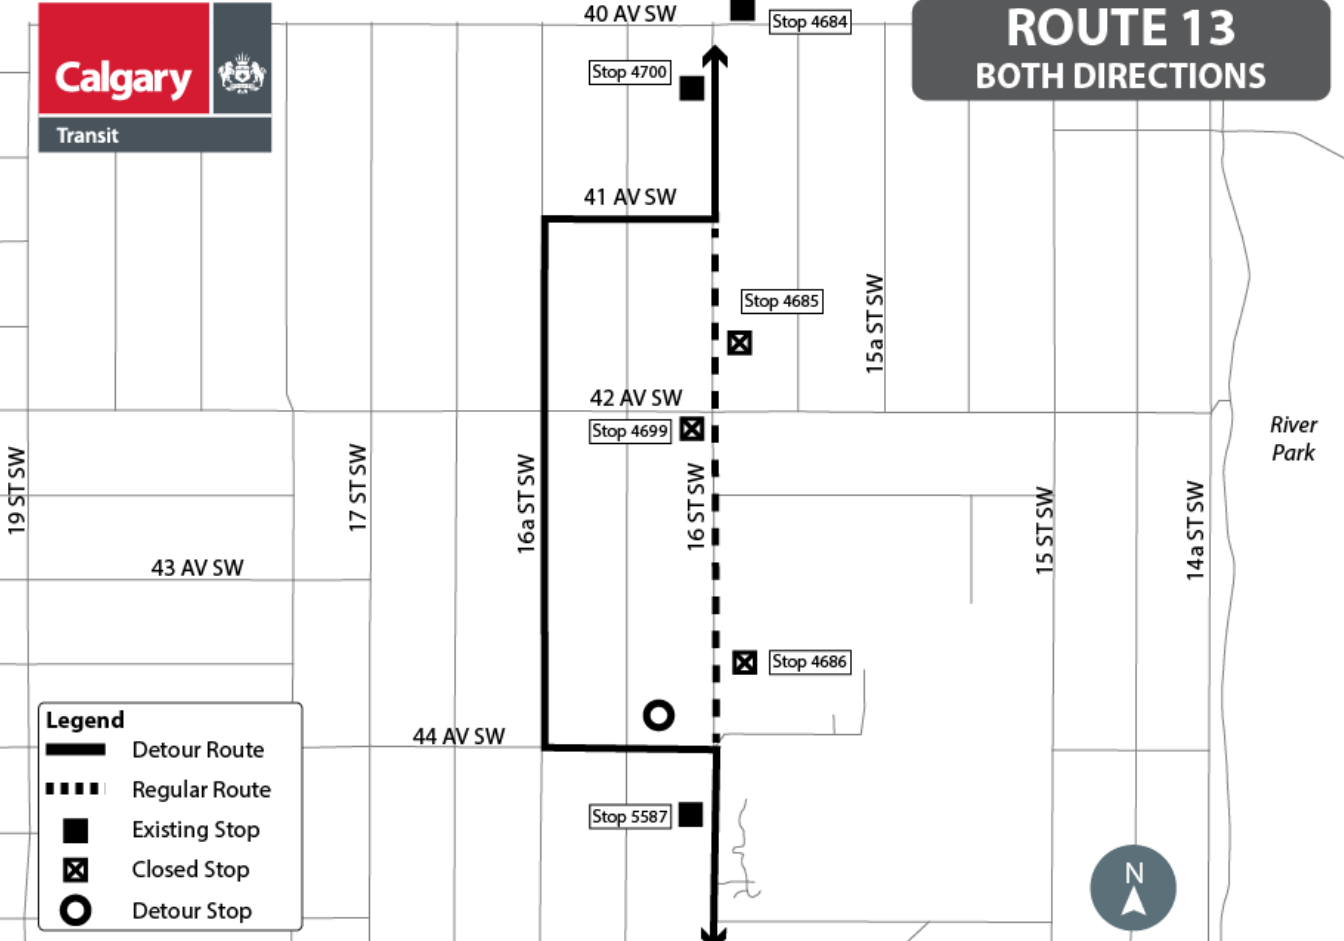 40 AV SW
Stop 4684
ROUTE 13
BOTH DIRECTIONS
Calgary
Transit
Stop 4700
41 AV SW
Stop 4685
15a ST SW
42 AV SW
Stop 4699
River
Park
19 ST SW
17 ST SW
16a ST SW
16 ST SW
15 ST SW
14a ST SW
43 AV SW
Stop 4686
44 AV SW
Stop 5587
Legend
Detour Route
Regular Route
Existing Stop
Closed Stop
Detour Stop
N